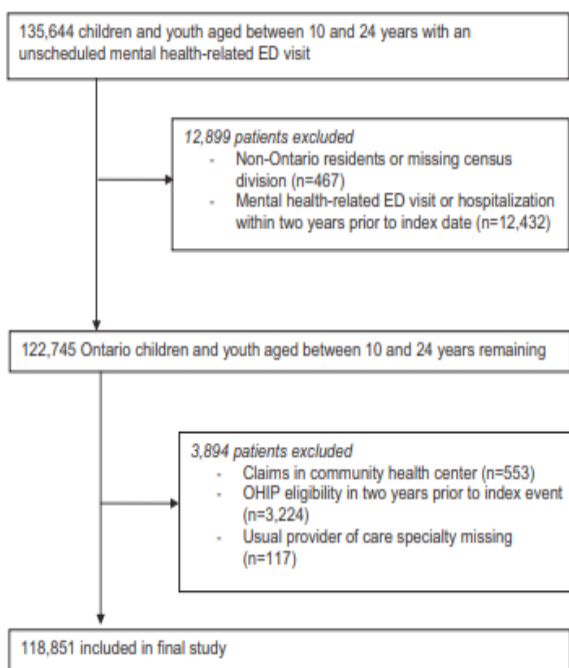 135,644 children and youth aged between 10 and 24 years with an
unscheduled mental health-related ED visit
12,899 patients excluded
- Non-Ontario residents or missing census
division (n=467)
- Mental health-related ED visit or hospitalization
within two years prior to index date (n=12,432)
122,745 Ontario children and youth aged between 10 and 24 years remaining
3,894 patients excluded
- Claims in community health center (n=553)
- OHIP eligibility in two years prior to index event
(n=3,224)
- Usual provider of care specialty missing
(n=117)
118,851 included in final study